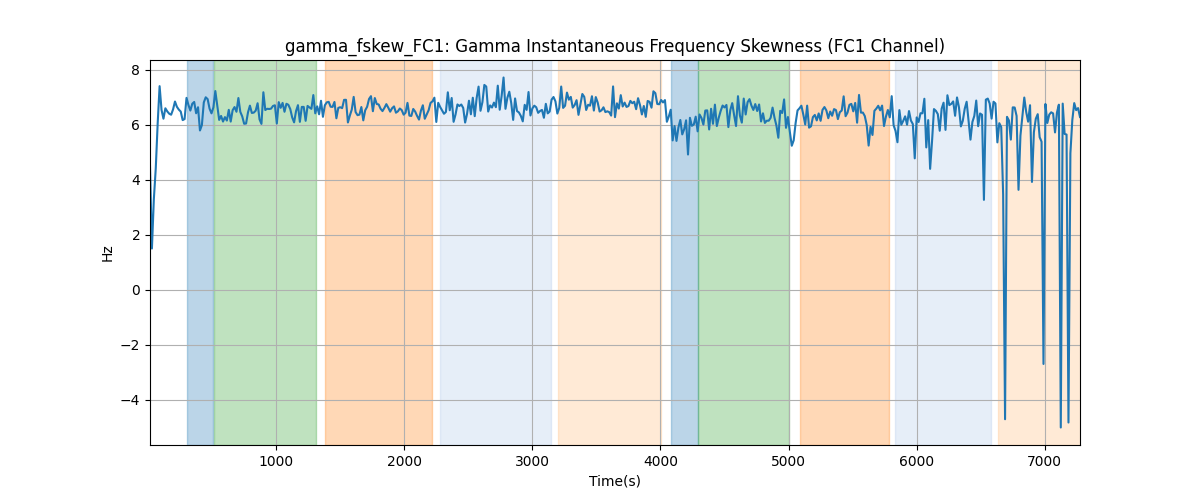 gamma_fskew_FC1: Gamma Instantaneous Frequency Skewness (FC1 Channel)
8
6
4
2
0
−2
−4
Hz
1000 2000 3000 4000 5000 6000 7000
Time(s)